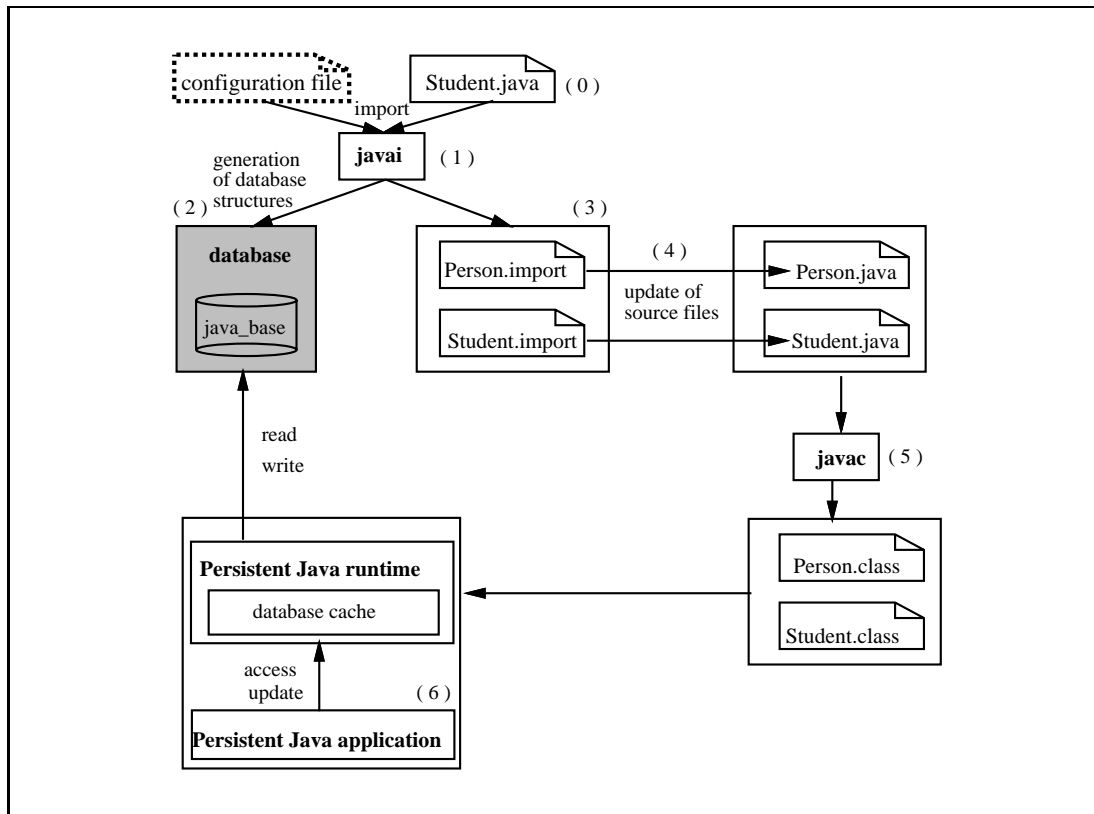 configuration file
Student.java
( 0 )
import
javai
( 1 )
generation
of database
structures
( 2 )
( 3 )
database
java_base
Person.import
Student.import
( 4 )
update of
source files
Person.java
Student.java
javac
( 5 )
read
write
Person.class
Student.class
Persistent Java runtime
database cache
access
update
( 6 )
Persistent Java application